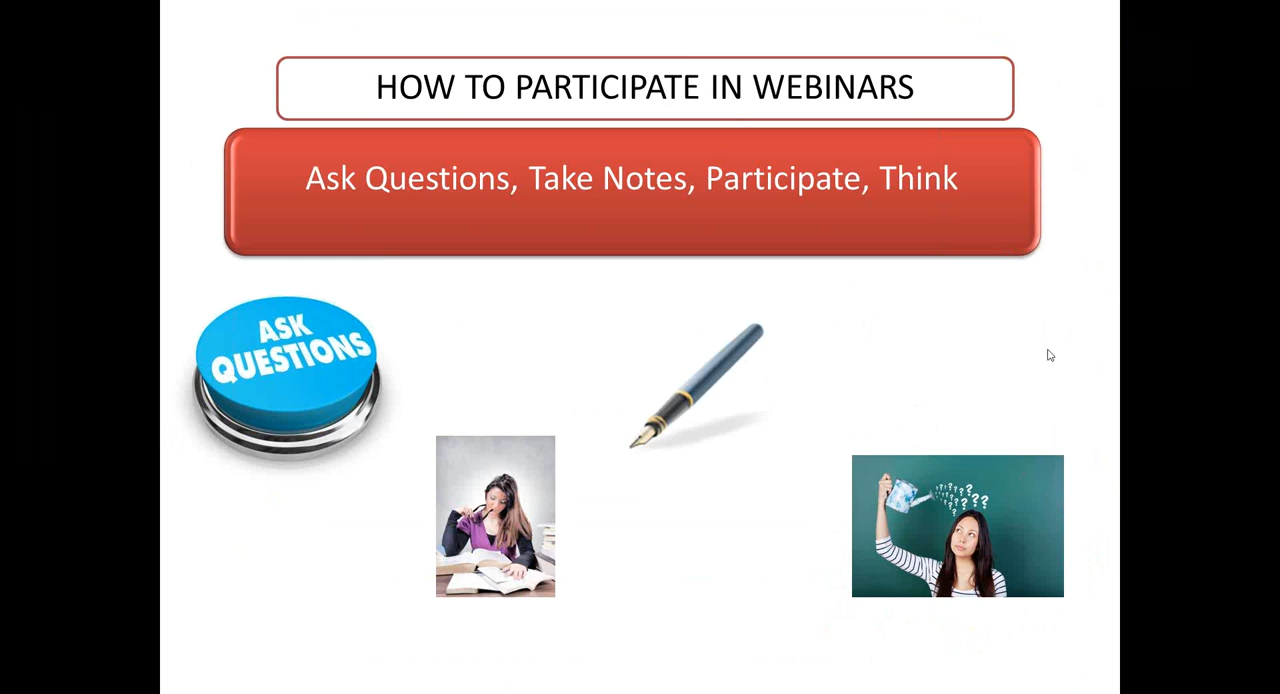 HOW TO PARTICIPATE IN WEBINARS
Ask Questions, Take Notes, Participate, Think
ASK
QUESTIONS